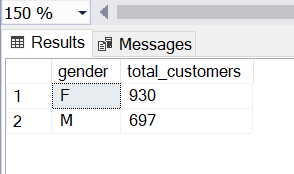 150 %
Results Messages
gender total_customers
1 F 930
2 M 697